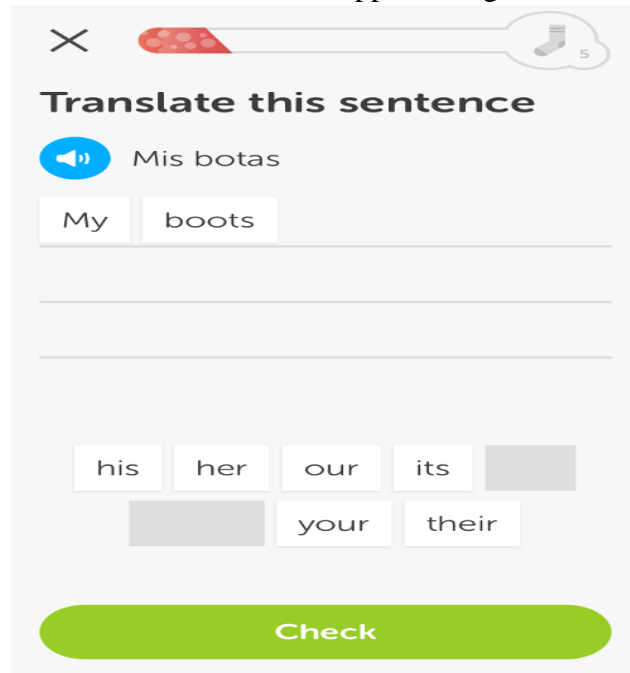 5
Translate this sentence
Mis botas
My boots
his her our its
your their
Check